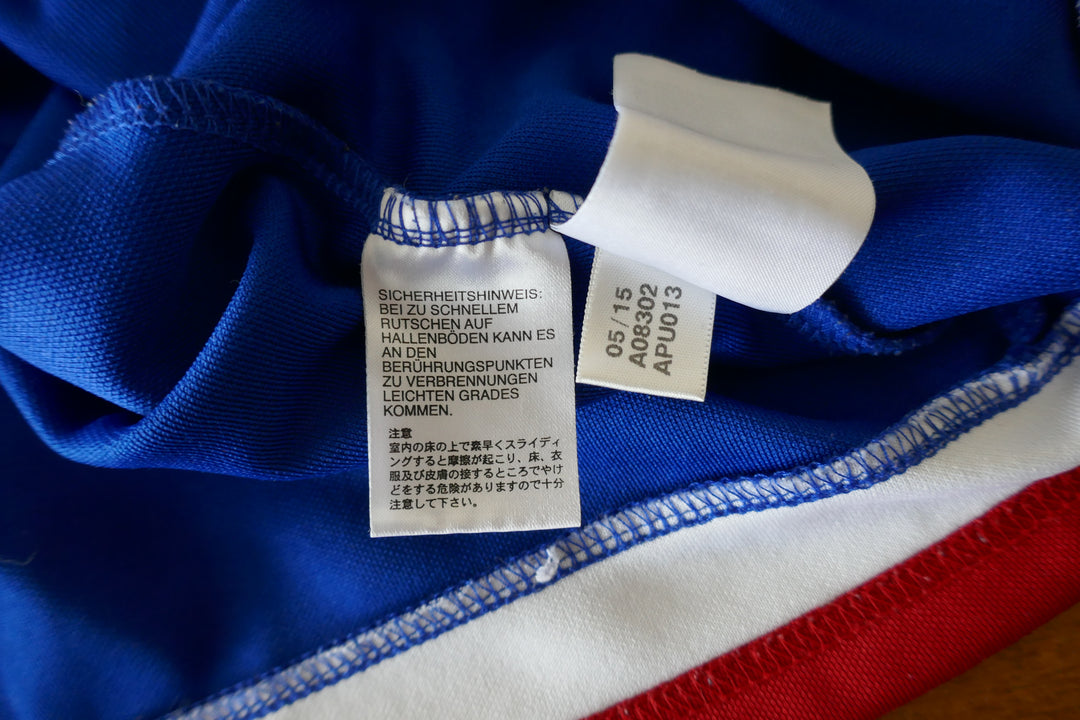 SICHERHEITSHINWEIS:
BEI ZU SCHNELLEM
RUTSCHEN AUF
HALLENBÖDEN KANN ES
AN DEN
BERÜHRUNGSPUNKTEN
ZU VERBRENNUNGEN
LEICHTEN GRADES
KOMMEN.
注意
室内の床の上で素早くスライディ
ングすると摩擦が起こり、床、衣
服及び皮膚の接するところでやけ
どをする危険がありますので十分
注意して下さい。
05/15
A08302
APU013